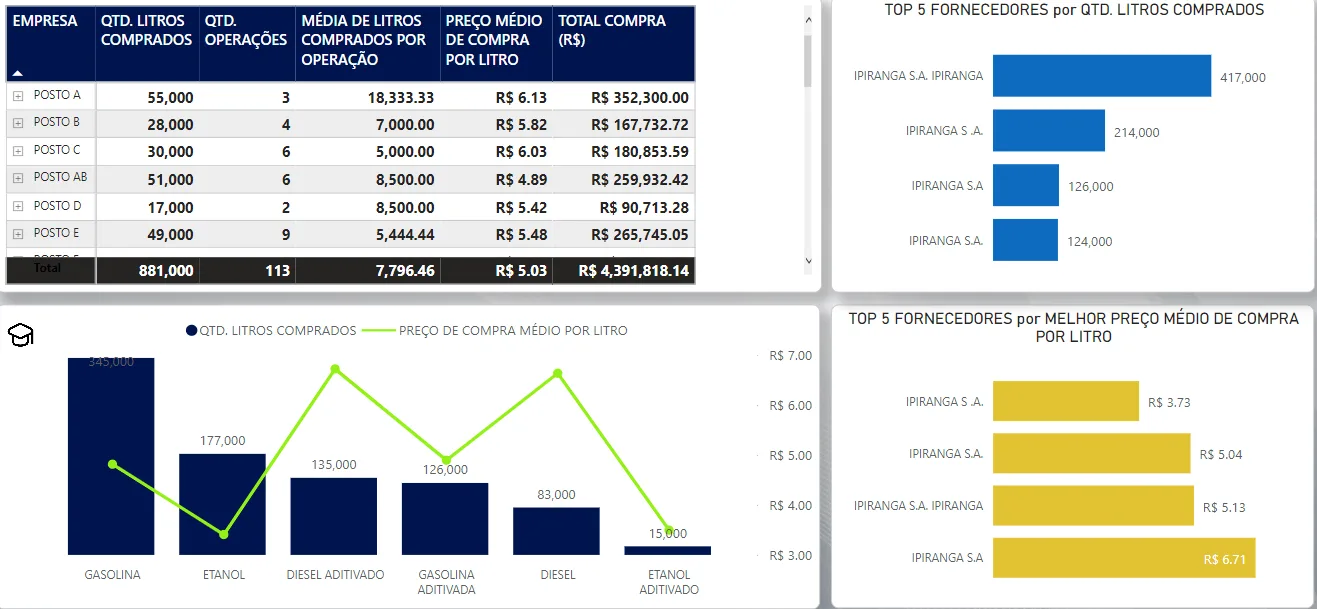 EMPRESA QTD. LITROS COMPRADOS QTD. OPERAÇÕES MÉDIA DE LITROS COMPRADOS POR OPERAÇÃO PREÇO MÉDIO DE COMPRA POR LITRO TOTAL COMPRA (R$)
POSTO A 55,000 3 18,333.33 R$ 6.13 R$ 352,300.00
POSTO B 28,000 4 7,000.00 R$ 5.82 R$ 167,732.72
POSTO C 30,000 6 5,000.00 R$ 6.03 R$ 180,853.59
POSTO AB 51,000 6 8,500.00 R$ 4.89 R$ 259,932.42
POSTO D 17,000 2 8,500.00 R$ 5.42 R$ 90,713.28
POSTO E 49,000 9 5,444.44 R$ 5.48 R$ 265,745.05
Total 881,000 113 7,796.46 R$ 5.03 R$ 4,391,818.14
TOP 5 FORNECEDORES por QTD. LITROS COMPRADOS
IPIRANGA S.A. IPIRANGA 417,000
IPIRANGA S .A. 214,000
IPIRANGA S.A 126,000
IPIRANGA S.A. 124,000
QTD. LITROS COMPRADOS PREÇO DE COMPRA MÉDIO POR LITRO
345,000
177,000
135,000
126,000
83,000
15,000
R$ 7.00
R$ 6.00
R$ 5.00
R$ 4.00
R$ 3.00
GASOLINA
ETANOL
DIESEL ADITIVADO
GASOLINA
ADITIVADA
DIESEL
ETANOL
ADITIVADO
TOP 5 FORNECEDORES por MELHOR PREÇO MÉDIO DE COMPRA
POR LITRO
IPIRANGA S .A. R$ 3.73
IPIRANGA S.A. R$ 5.04
IPIRANGA S.A. IPIRANGA R$ 5.13
IPIRANGA S.A R$ 6.71